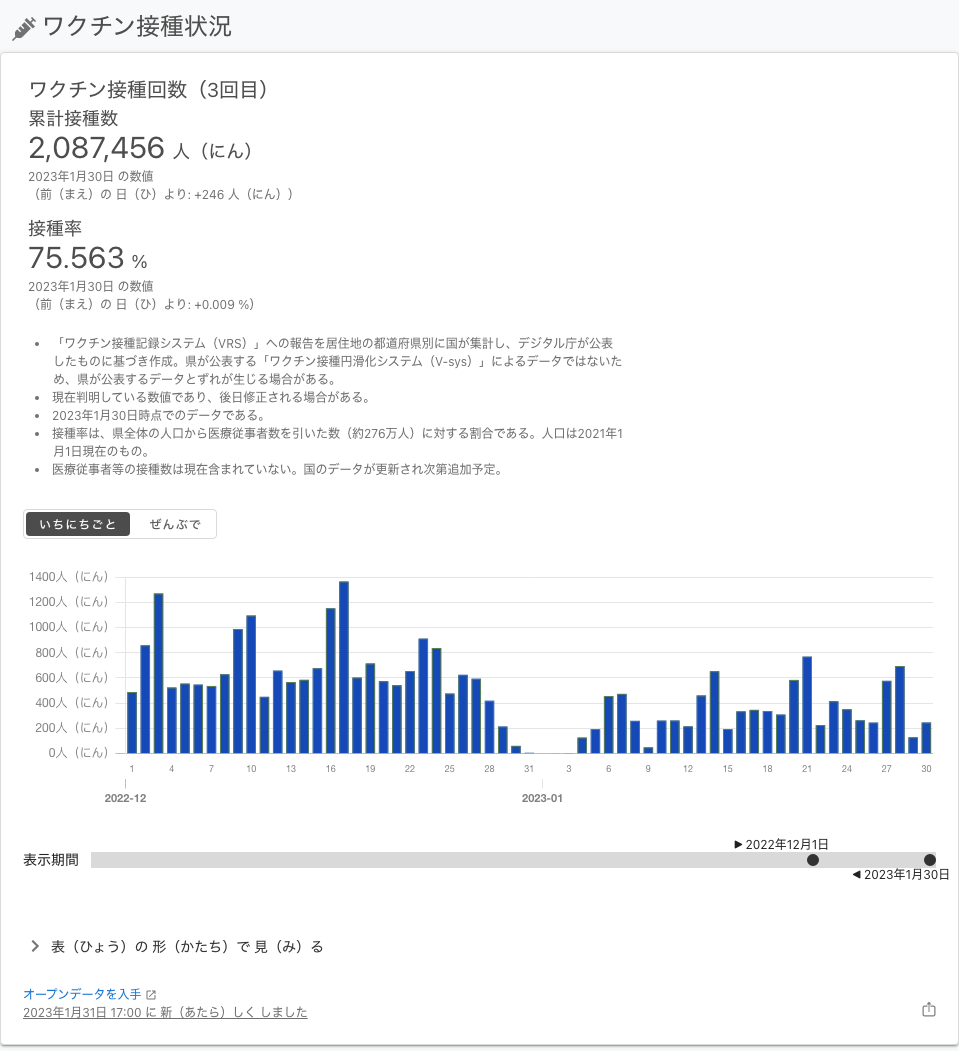 ワクチン接種状況
ワクチン接種回数（3回目）
累計接種数
2,087,456 人（にん）
2023年1月30日 の数値
（前（まえ）の 日（ひ）より: +246 人（にん））
接種率
75.563 %
2023年1月30日 の数値
（前（まえ）の 日（ひ）より: +0.009 %）
• 「ワクチン接種記録システム（VRS）」への報告を居住地の都道府県別に国が集計し、デジタル庁が公表
したものに基づき作成。県が公表する「ワクチン接種円滑化システム（V-sys）」によるデータではないた
め、県が公表するデータとずれが生じる場合がある。
• 現在判明している数値であり、後日修正される場合がある。
• 2023年1月30日時点でのデータである。
• 接種率は、県全体の人口から医療従事者数を引いた数（約276万人）に対する割合である。人口は2021年1
月1日現在のもの。
• 医療従事者等の接種数は現在含まれていない。国のデータが更新され次第追加予定。
いちにちごと ぜんぶで
1400人（にん）
1200人（にん）
1000人（にん）
800人（にん）
600人（にん）
400人（にん）
200人（にん）
0人（にん）
1 4 7 10 13 16 19 22 25 28 31 3 6 9 12 15 18 21 24 27 30
2022-12 2023-01
▶ 2022年12月1日
表示期間
◀ 2023年1月30日
表（ひょう）の 形（かたち）で 見（み）る
オープンデータを入手
2023年1月31日 17:00 に 新（あたら）しく しました